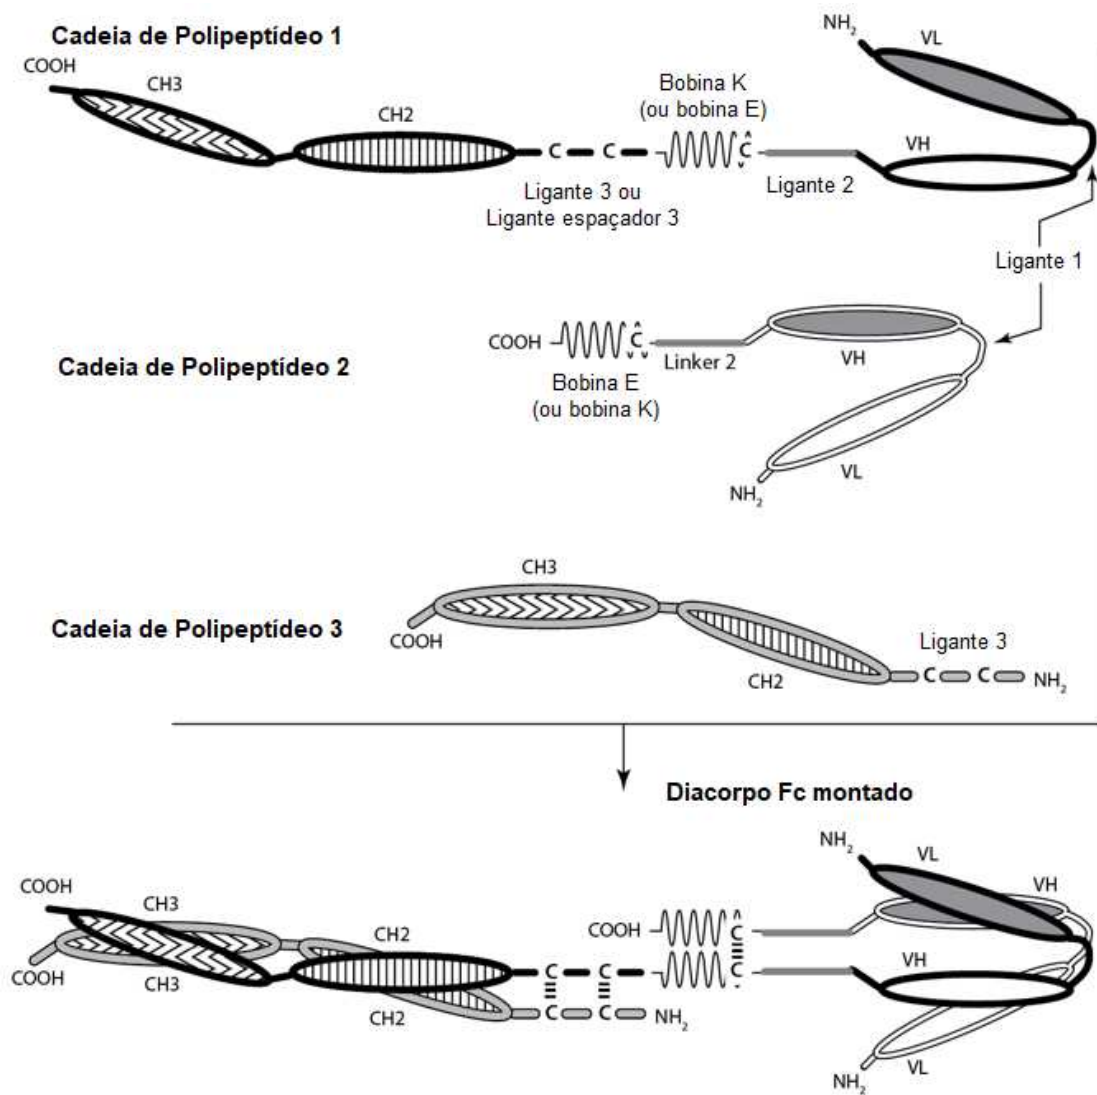 Cadeia de Polipeptídeo 1
COOH
CH3
CH2
C C
Ligante 3 ou
Ligante espaçador 3
Bobina K
(ou bobina E)
C
Ligante 2
NH2
VL
VH
Ligante 1
Cadeia de Polipeptídeo 2
COOH
C
Bobina E
(ou bobina K)
Linker 2
VH
VL
NH2
Cadeia de Polipeptídeo 3
CH3
COOH
CH2
Ligante 3
C C
NH2
Diacorpo Fc montado
COOH
CH3
COOH
CH3
CH2
CH2
C C
C C
NH2
COOH
C
C
NH2
VL
VH
VH
VL
NH2